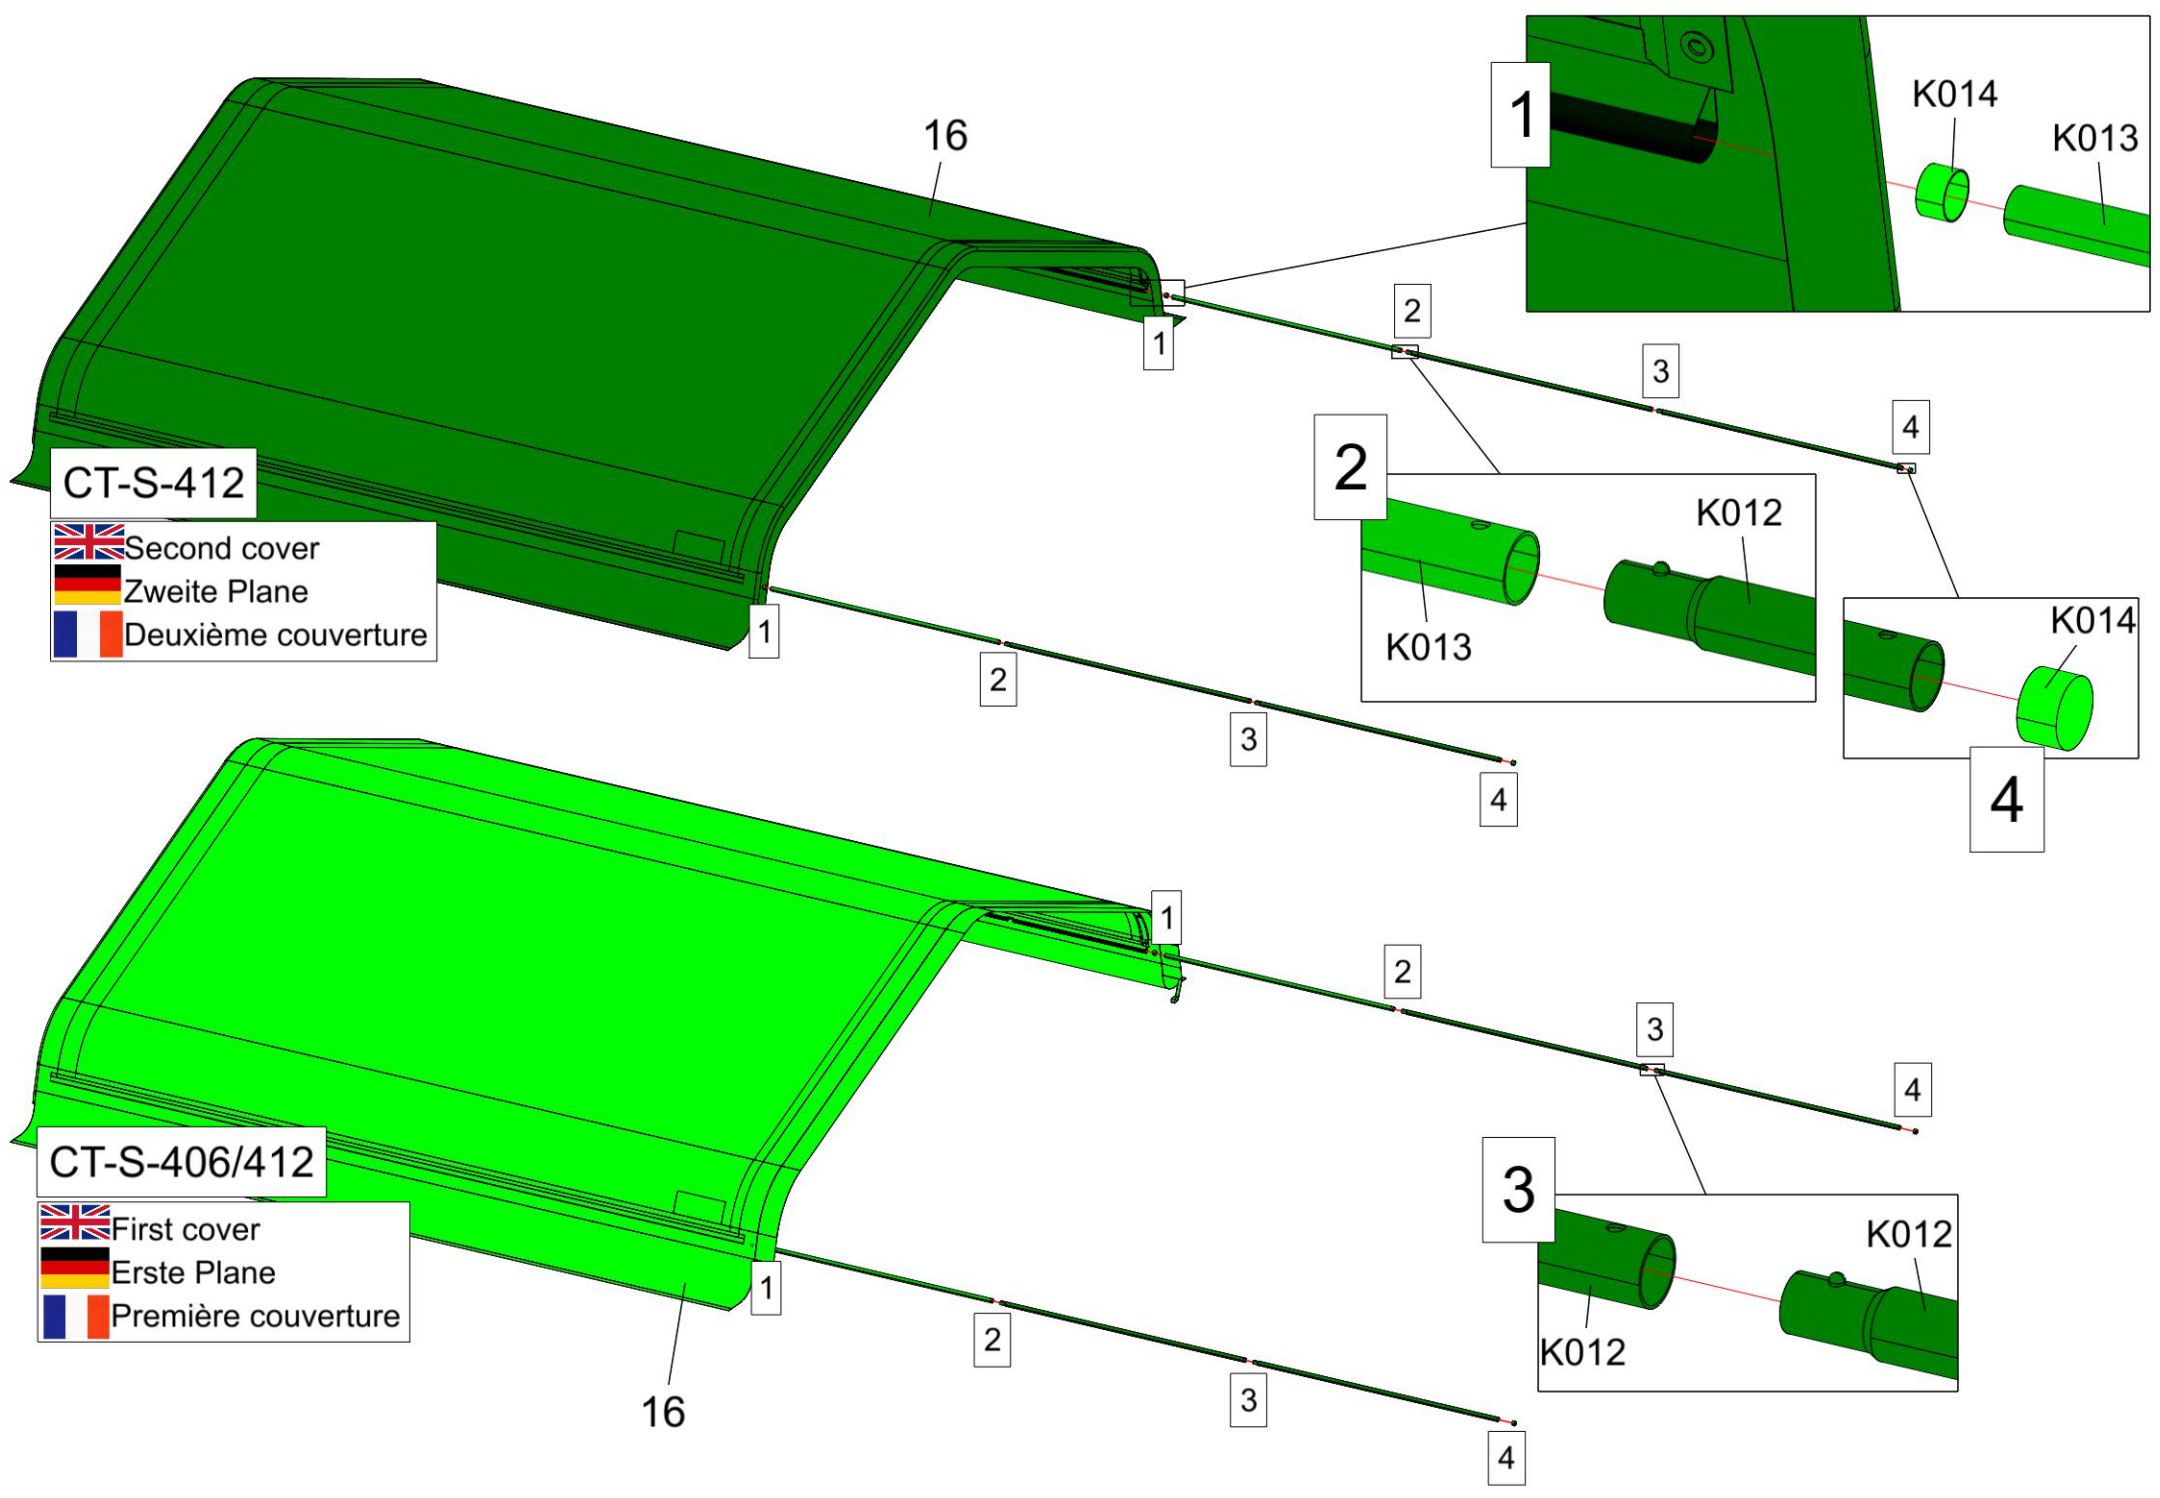 16
1
K014
K013
2
1
3
4
CT-S-412
Second cover
Zweite Plane
Deuxième couverture
2
K012
K013
1
2
3
4
K014
4
1
2
3
4
CT-S-406/412
First cover
Erste Plane
Première couverture
1
2
3
4
16
3
K012
K012